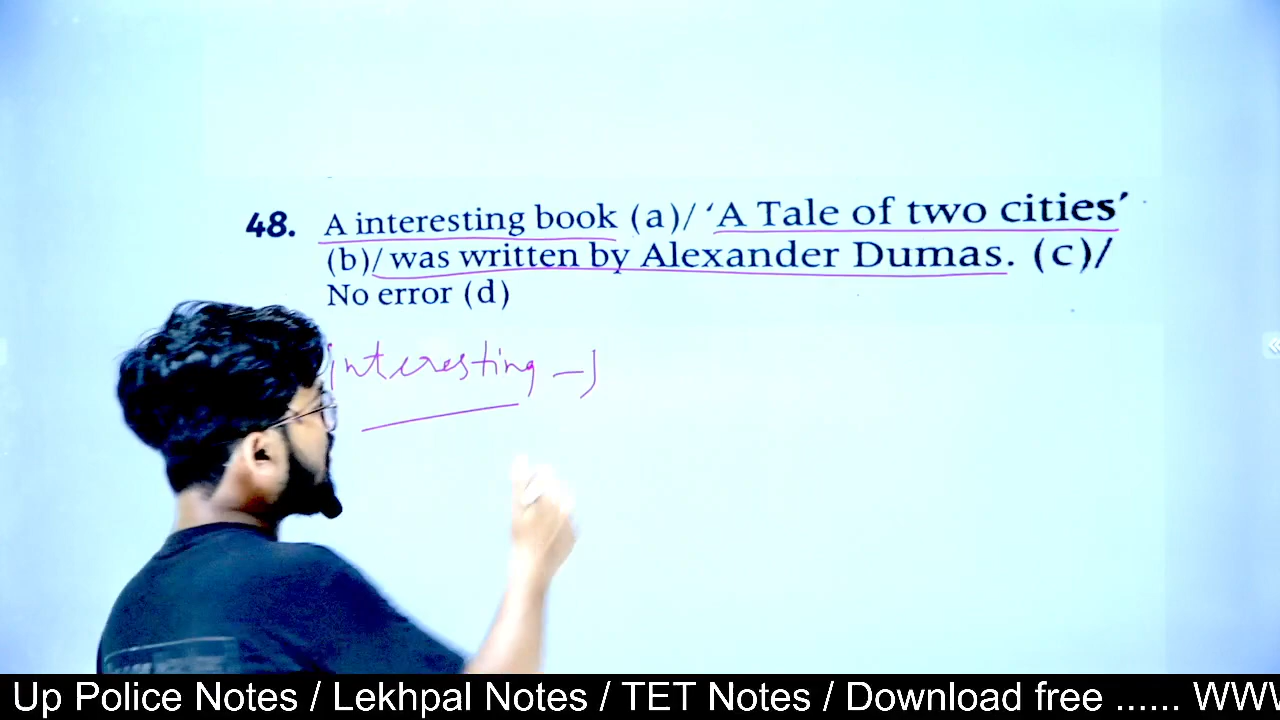 48. A interesting book (a)/ ‘A Tale of two cities’
(b)/ was written by Alexander Dumas. (c)/
No error (d)
interesting –
Up Police Notes / Lekhpal Notes / TET Notes / Download free ...... WWW